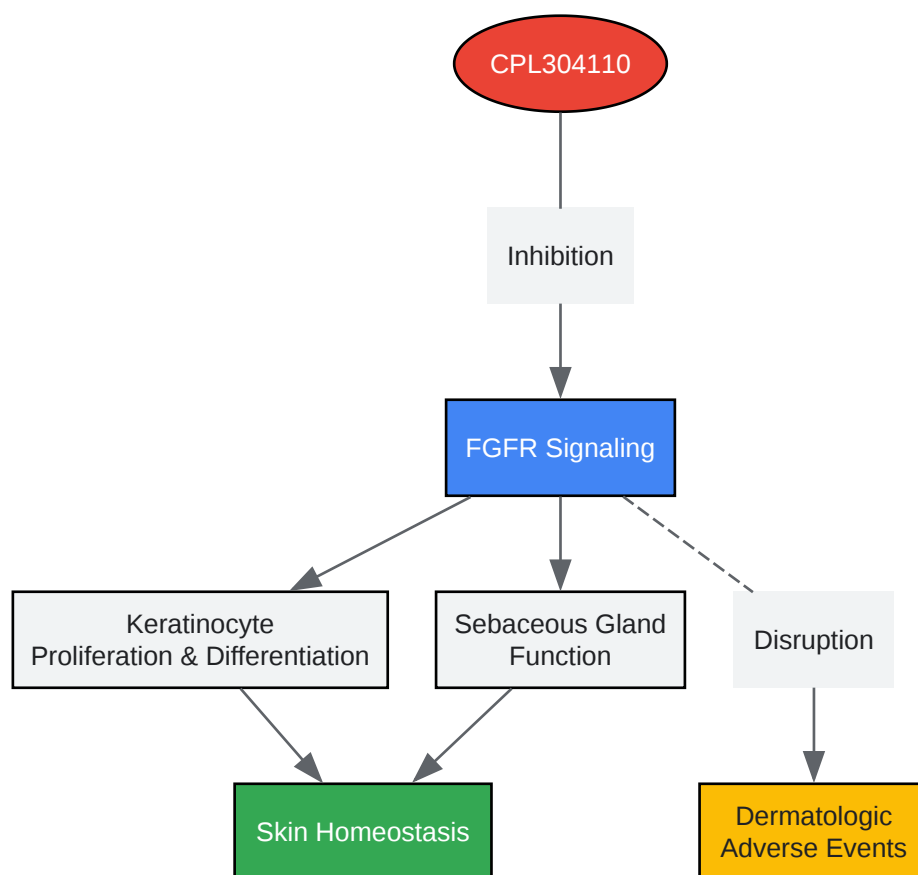 CPL304110
Inhibition
FGFR Signaling
Keratinocyte
Proliferation & Differentiation
Sebaceous Gland
Function
Disruption
Skin Homeostasis
Dermatologic
Adverse Events